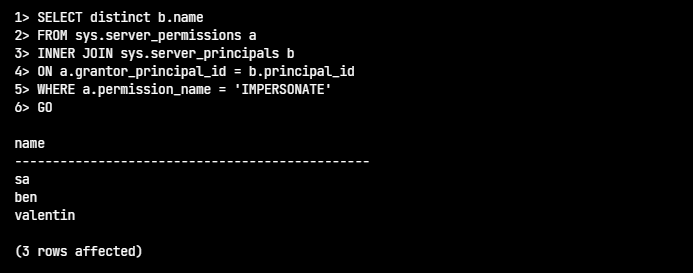 1> SELECT distinct b.name
2> FROM sys.server_permissions a
3> INNER JOIN sys.server_principals b
4> ON a.grantor_principal_id = b.principal_id
5> WHERE a.permission_name = 'IMPERSONATE'
6> GO
name
-----------------------------------------------
sa
ben
valentin
(3 rows affected)